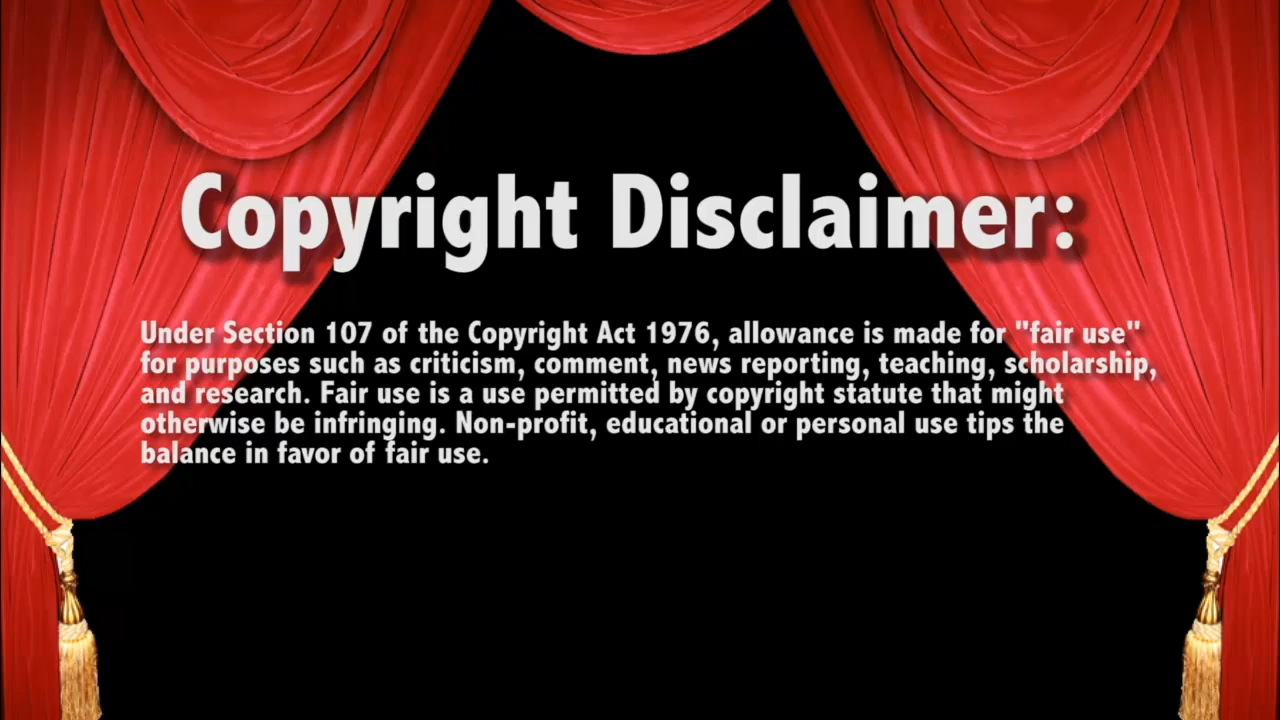 Copyright Disclaimer:
Under Section 107 of the Copyright Act 1976, allowance is made for "fair use"
for purposes such as criticism, comment, news reporting, teaching, scholarship,
and research. Fair use is a use permitted by copyright statute that might
otherwise be infringing. Non-profit, educational or personal use tips the
balance in favor of fair use.